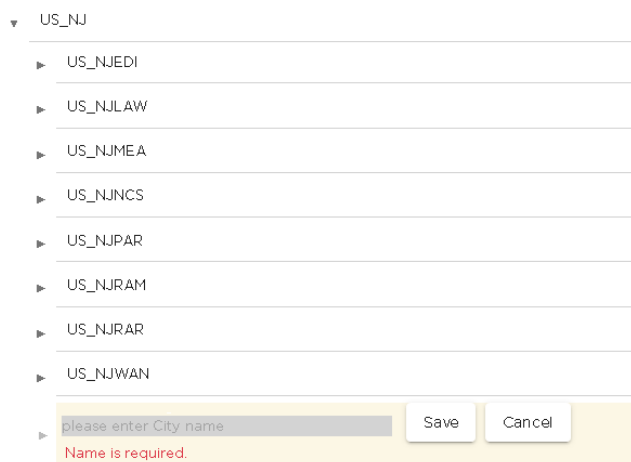 US_NJ
US_NJEDI
US_NJLAW
US_NJMEA
US_NJNCS
US_NJPAR
US_NJRAM
US_NJRAR
US_NJWAN
please enter City name Save Cancel
Name is required.